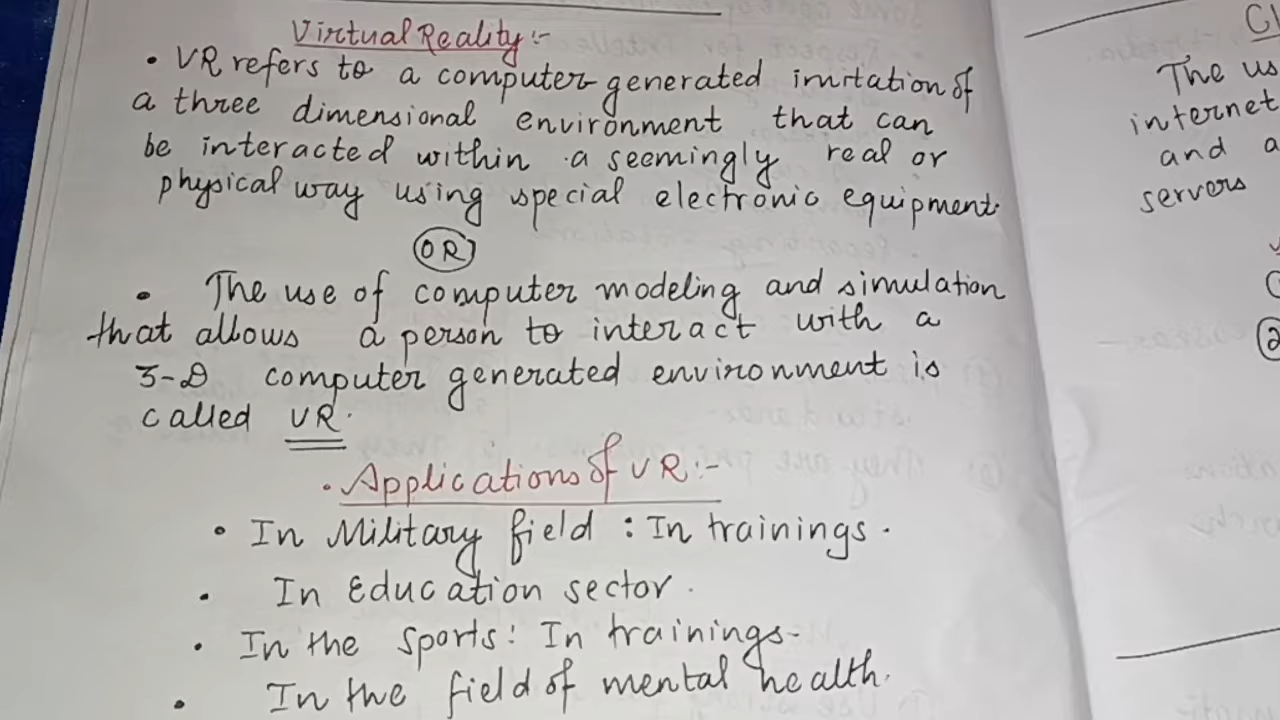 Virtual Reality :-
• VR refers to a computer generated imitation of
a three dimensional environment that can
be interacted within a seemingly real or
physical way using special electronic equipment.
OR
• The use of computer modeling and simulation
that allows a person to interact with a
3-D computer generated environment is
called VR.
• Applications of VR :-
• In Military field : In trainings.
• In Education sector.
• In the sports : In trainings-
• In the field of mental health.
The us
internet
and a
servers
2